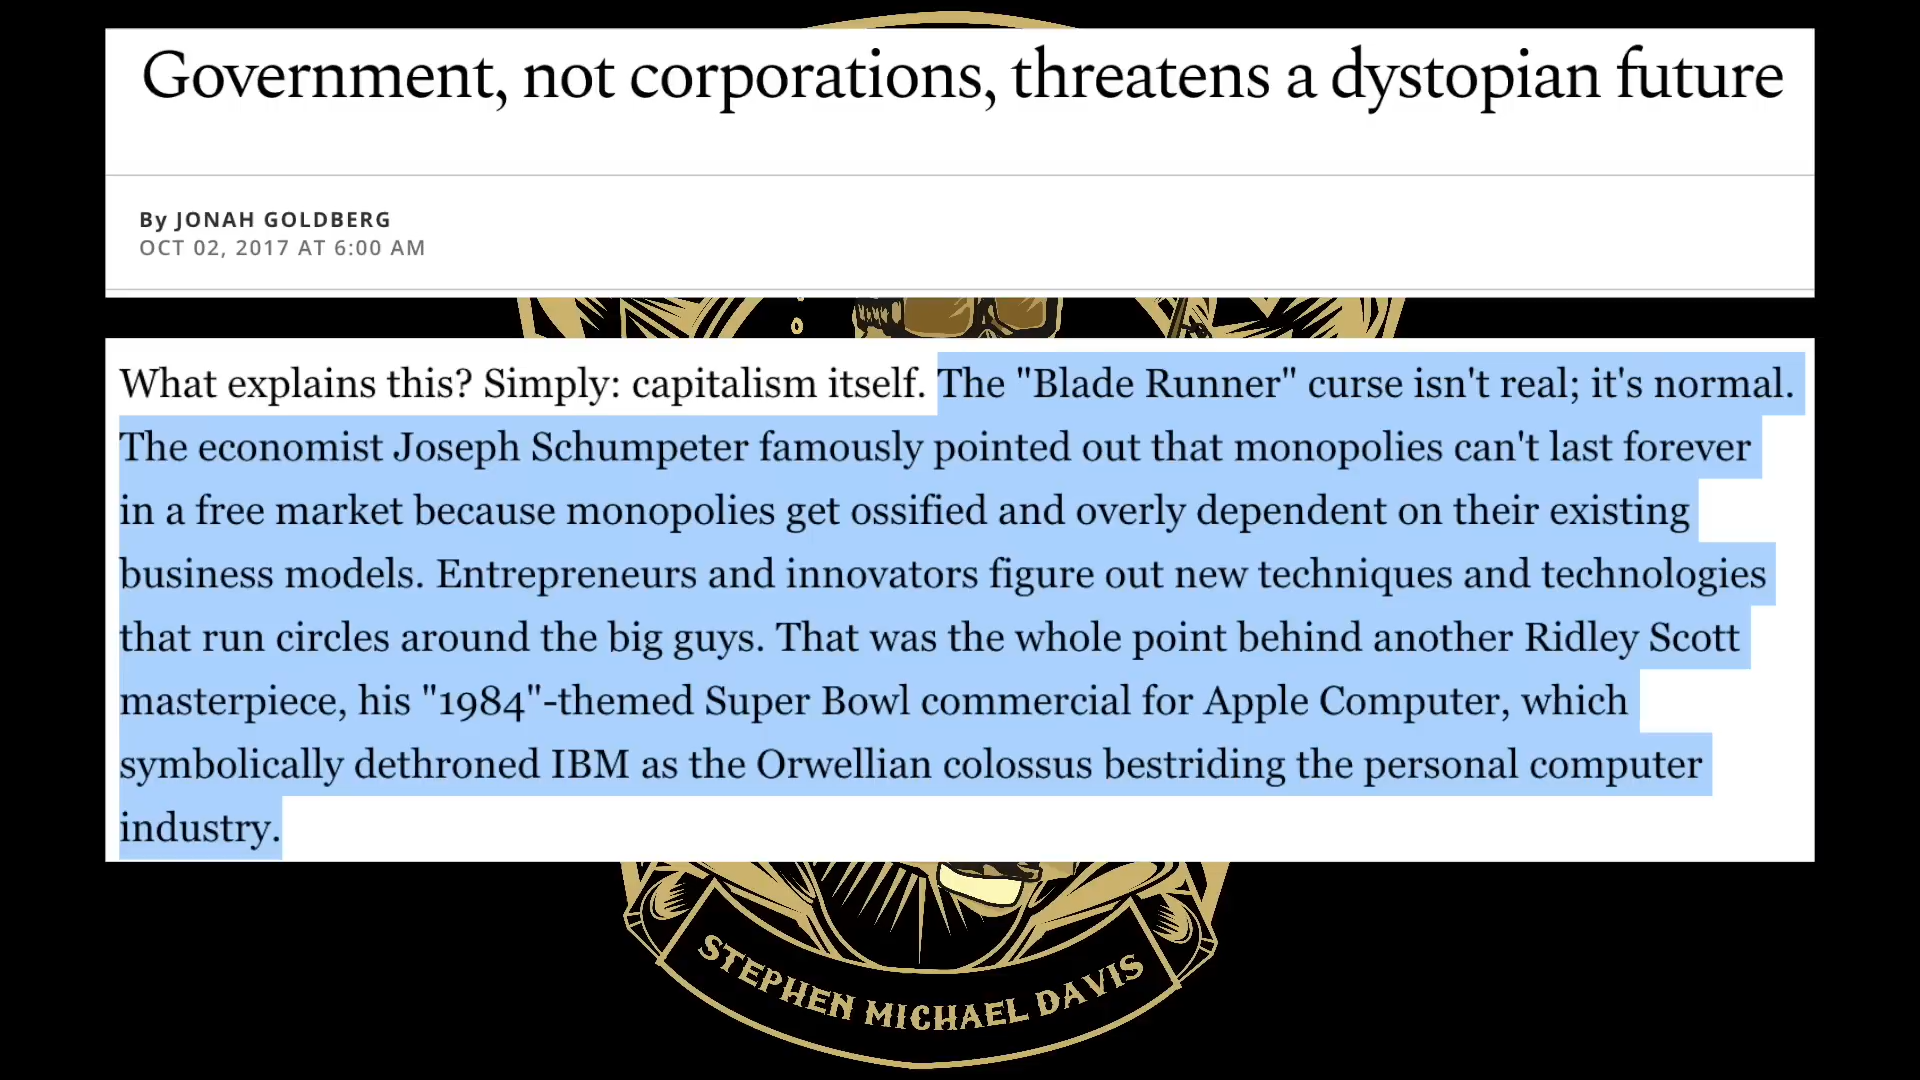 Government, not corporations, threatens a dystopian future
By JONAH GOLDBERG
OCT 02, 2017 AT 6:00 AM
What explains this? Simply: capitalism itself. The "Blade Runner" curse isn't real; it's normal.
The economist Joseph Schumpeter famously pointed out that monopolies can't last forever
in a free market because monopolies get ossified and overly dependent on their existing
business models. Entrepreneurs and innovators figure out new techniques and technologies
that run circles around the big guys. That was the whole point behind another Ridley Scott
masterpiece, his "1984"-themed Super Bowl commercial for Apple Computer, which
symbolically dethroned IBM as the Orwellian colossus bestriding the personal computer
industry.
STEPHEN MICHAEL DAVIS